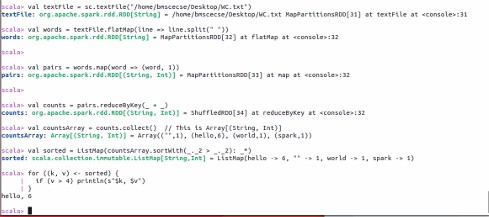 scala> val textFile = sc.textFile("/home/bmscecse/Desktop/WC.txt")
textFile: org.apache.spark.rdd.RDD[String] = /home/bmscecse/Desktop/WC.txt MapPartitionsRDD[31] at textFile at <console>:31
scala> val words = textFile.flatMap(line => line.split(" "))
words: org.apache.spark.rdd.RDD[String] = MapPartitionsRDD[32] at flatMap at <console>:32
scala>
scala> val pairs = words.map(word => (word, 1))
pairs: org.apache.spark.rdd.RDD[(String, Int)] = MapPartitionsRDD[33] at map at <console>:32
scala>
scala> val counts = pairs.reduceByKey(_ + _)
counts: org.apache.spark.rdd.RDD[(String, Int)] = ShuffledRDD[34] at reduceByKey at <console>:32
scala> val countsArray = counts.collect()  // This is Array[(String, Int)]
countsArray: Array[(String, Int)] = Array(("",1), (hello,6), (world,1), (spark,1))
scala> val sorted = ListMap(countsArray.sortWith(_._2 > _._2): _*)
sorted: scala.collection.immutable.ListMap[String,Int] = ListMap(hello -> 6, "" -> 1, world -> 1, spark -> 1)
scala> for ((k, v) <- sorted) {
| if (v > 4) println(s"$k, $v")
| }
hello, 6
scala>